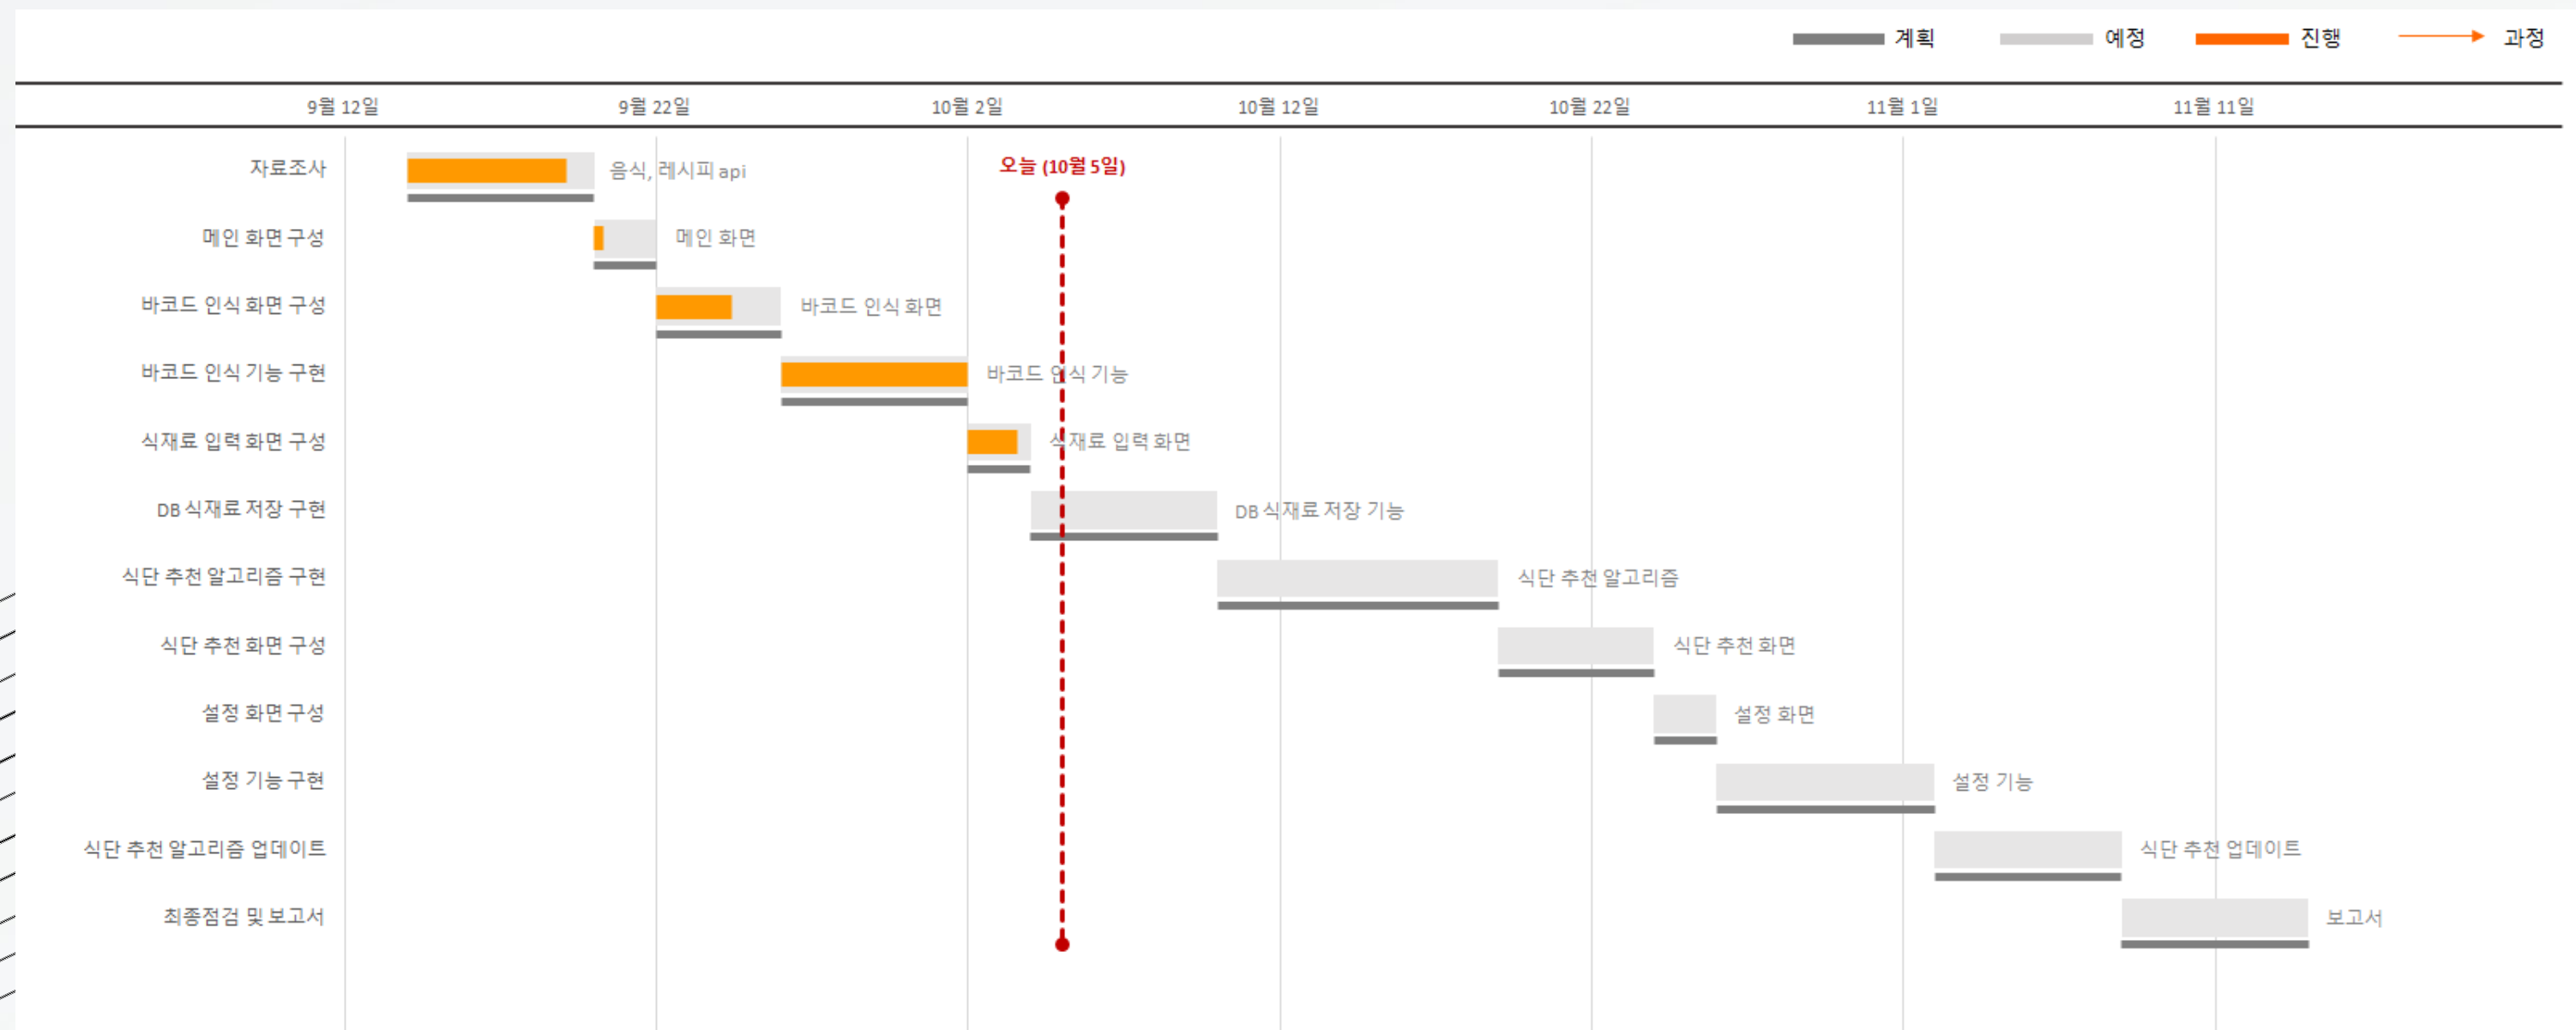 계획 예정 진행 과정
9월 12일 9월 22일 10월 2일 10월 12일 10월 22일 11월 1일 11월 11일
오늘 (10월 5일)
자료조사 음식, 레시피 api
메인 화면 구성 메인 화면
바코드 인식 화면 구성 바코드 인식 화면
바코드 인식 기능 구현 바코드 인식 기능
식재료 입력 화면 구성 식재료 입력 화면
DB 식재료 저장 구현 DB 식재료 저장 기능
식단 추천 알고리즘 구현 식단 추천 알고리즘
식단 추천 화면 구성 식단 추천 화면
설정 화면 구성 설정 화면
설정 기능 구현 설정 기능
식단 추천 알고리즘 업데이트 식단 추천 업데이트
최종점검 및 보고서 보고서